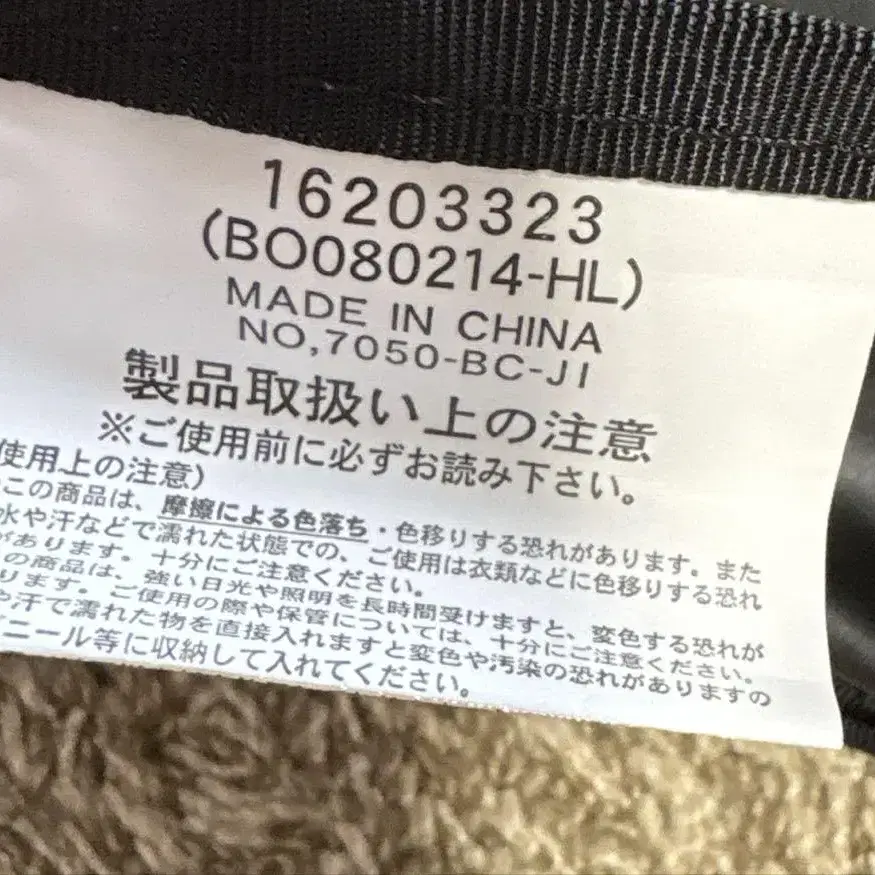 16203323
(BO080214-HL)
MADE IN CHINA
NO,7050-BC-JI
製品取扱い上の注意
※ご使用前に必ずお読み下さい。
使用上の注意)
この商品は、摩擦による色落ち・色移りする恐れがあります。また
水や汗などで濡れた状態での、ご使用は衣類などに色移りする恐れ
があります。十分にご注意ください。
の商品は、強い日光や照明を長時間受けますと、変色する恐れが
ります。ご使用の際や保管については、十分にご注意ください。
や汗で濡れた物を直接入れますと変色や汚染の恐れがありますの
ニール等に収納して入れてください。